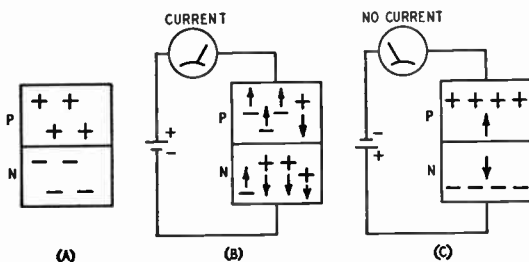 CURRENT
NO CURRENT
P
+ +
+ +
N
− −
− −
+
−
P
− − +
−
N
+ + +
−
−
+
P
+ + + +
N
− − − −
(A)
(B)
(C)